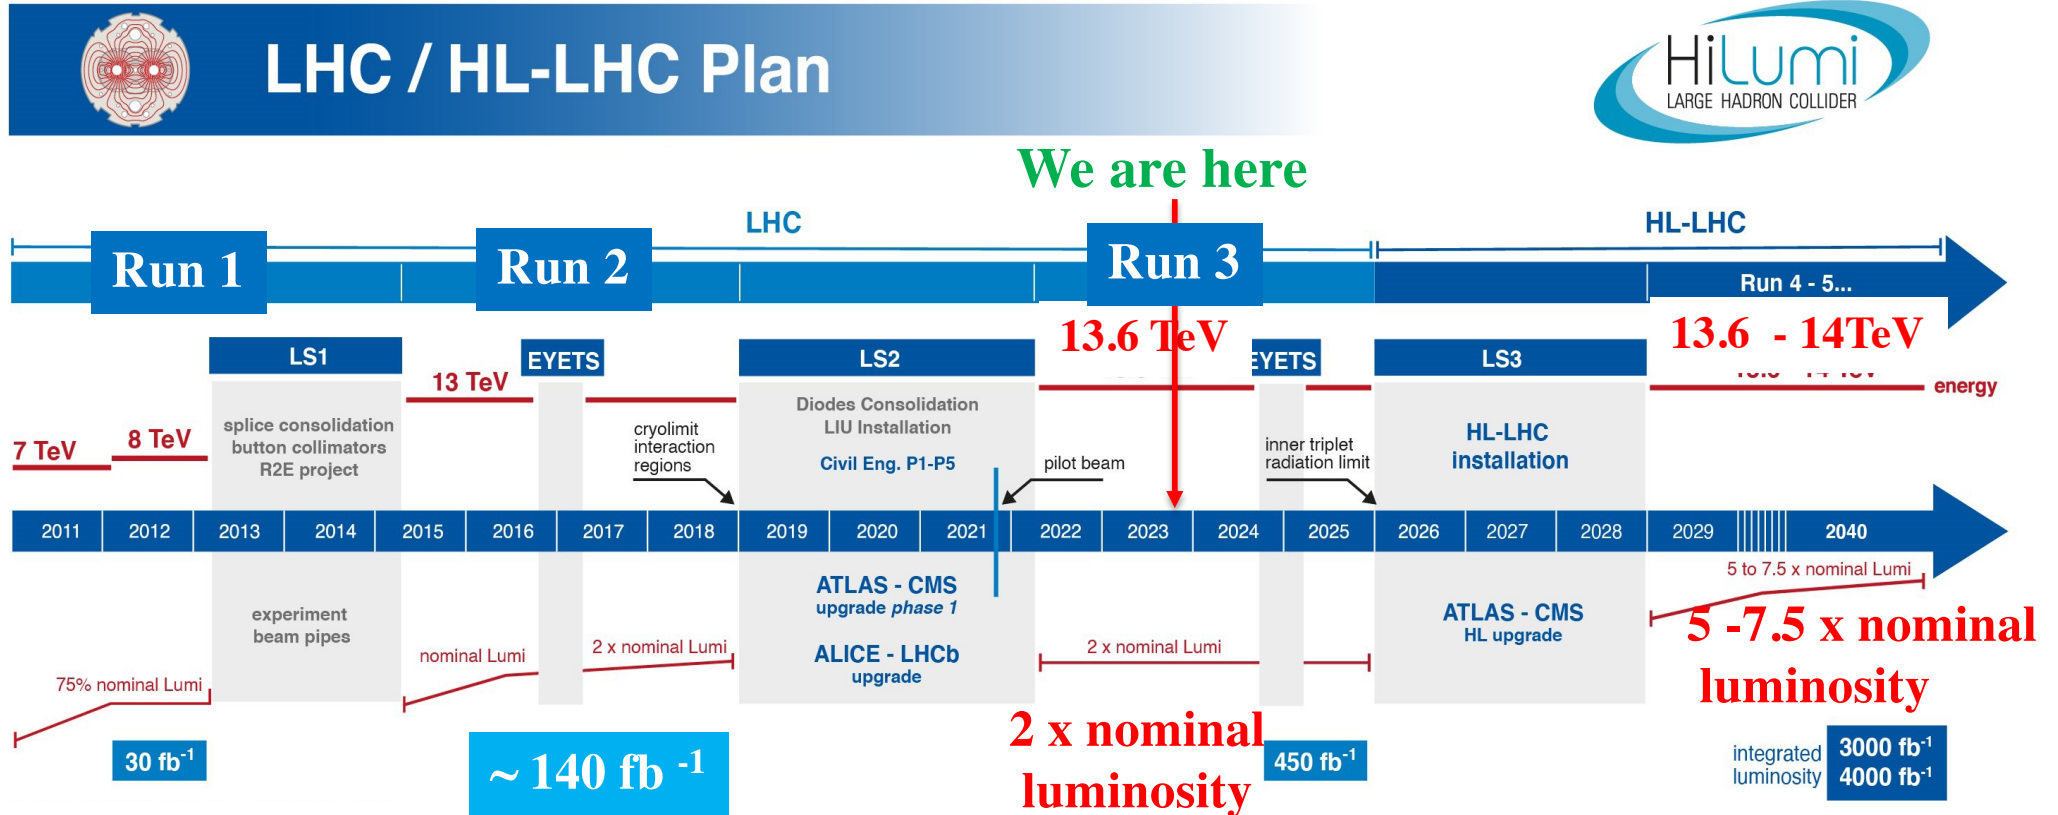 LHC / HL-LHC Plan
HiLumi
LARGE HADRON COLLIDER
We are here
LHC
HL-LHC
Run 1
Run 2
Run 3
Run 4 - 5...
13.6 TeV
13.6 - 14TeV
LS1
EYETS
LS2
EYETS
LS3
13 TeV
energy
7 TeV
8 TeV
splice consolidation
button collimators
R2E project
cryolimit
interaction
regions
Diodes Consolidation
LIU Installation
Civil Eng. P1-P5
pilot beam
inner triplet
radiation limit
HL-LHC
installation
2011 2012 2013 2014 2015 2016 2017 2018 2019 2020 2021 2022 2023 2024 2025 2026 2027 2028 2029 2040
experiment
beam pipes
ATLAS - CMS
upgrade phase 1
ALICE - LHCb
upgrade
ATLAS - CMS
HL upgrade
5 to 7.5 x nominal Lumi
5 -7.5 x nominal
luminosity
75% nominal Lumi
nominal Lumi
2 x nominal Lumi
2 x nominal Lumi
2 x nominal
luminosity
30 fb-1
~ 140 fb -1
450 fb-1
integrated
luminosity
3000 fb-1
4000 fb-1